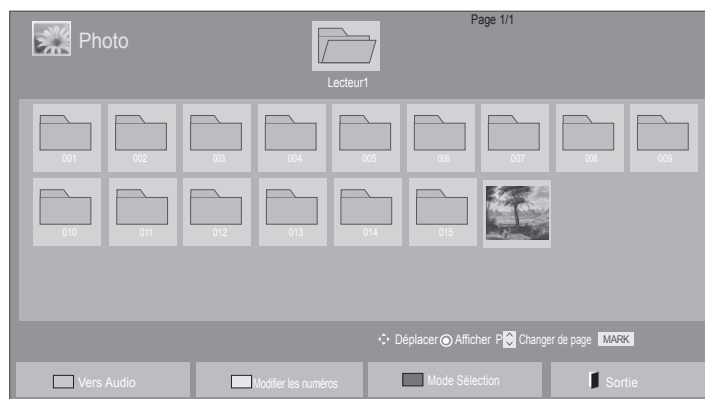 Page 1/1
Photo
Lecteur1
001 002 003 004 005 006 007 008 009
010 011 012 013 014 015
Déplacer Afficher P Changer de page MARK
Vers Audio Modifier les numéros Mode Sélection Sortie